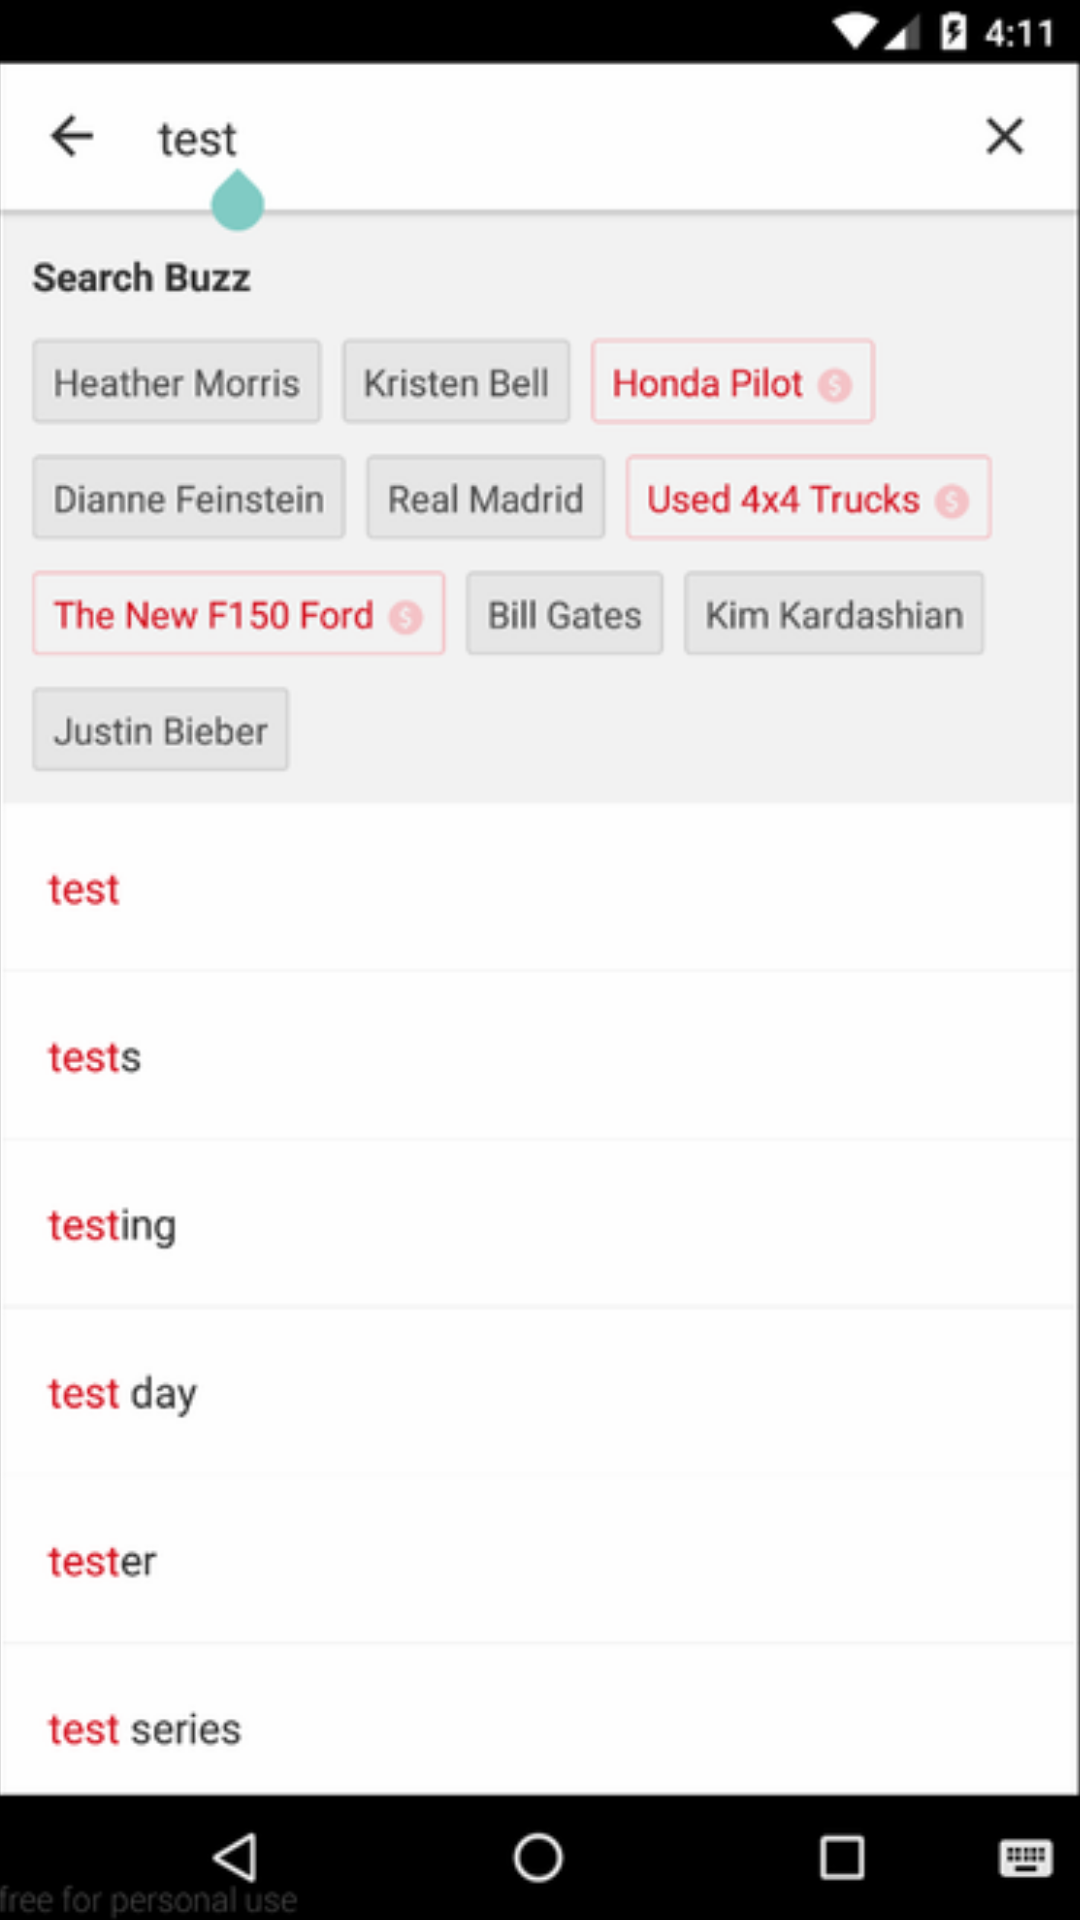 4:11
test
Search Buzz
Heather Morris Kristen Bell Honda Pilot $
Dianne Feinstein Real Madrid Used 4x4 Trucks $
The New F150 Ford $ Bill Gates Kim Kardashian
Justin Bieber
test
tests
testing
test day
tester
test series
free for personal use